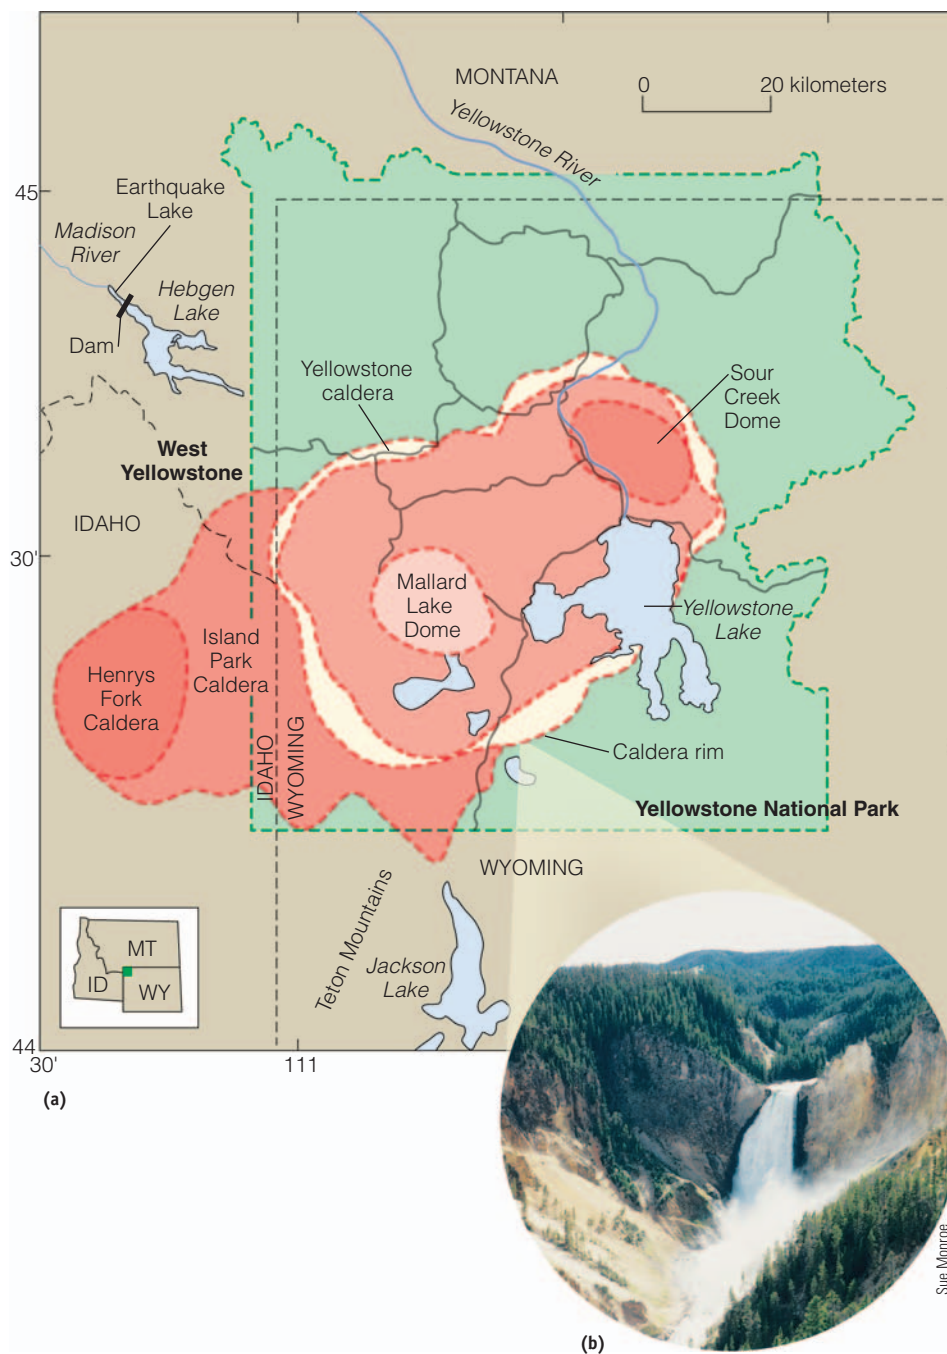 MONTANA
0 20 kilometers
Yellowstone River
45
Earthquake
Lake
Madison
River
Hebgen
Lake
Dam
Yellowstone
caldera
Sour
Creek
Dome
West
Yellowstone
IDAHO
30'
Mallard
Lake
Dome
Yellowstone
Lake
Island
Park
Caldera
Henrys
Fork
Caldera
IDAHO
WYOMING
Caldera rim
Yellowstone National Park
WYOMING
Teton Mountains
Jackson
Lake
MT
ID
WY
44
30'
111
(a)
Sue Monroe
(b)